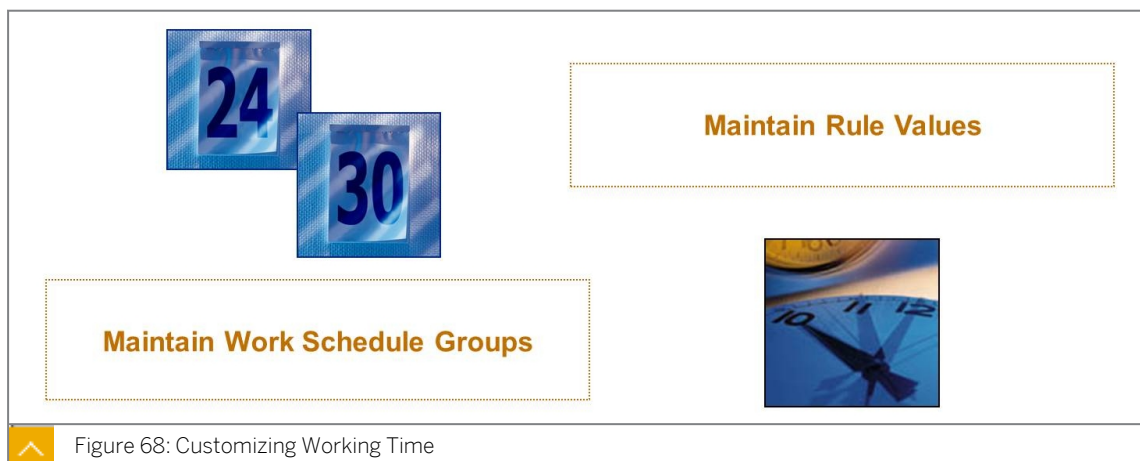 24
30
Maintain Rule Values
Maintain Work Schedule Groups
10 11 12
Figure 68: Customizing Working Time